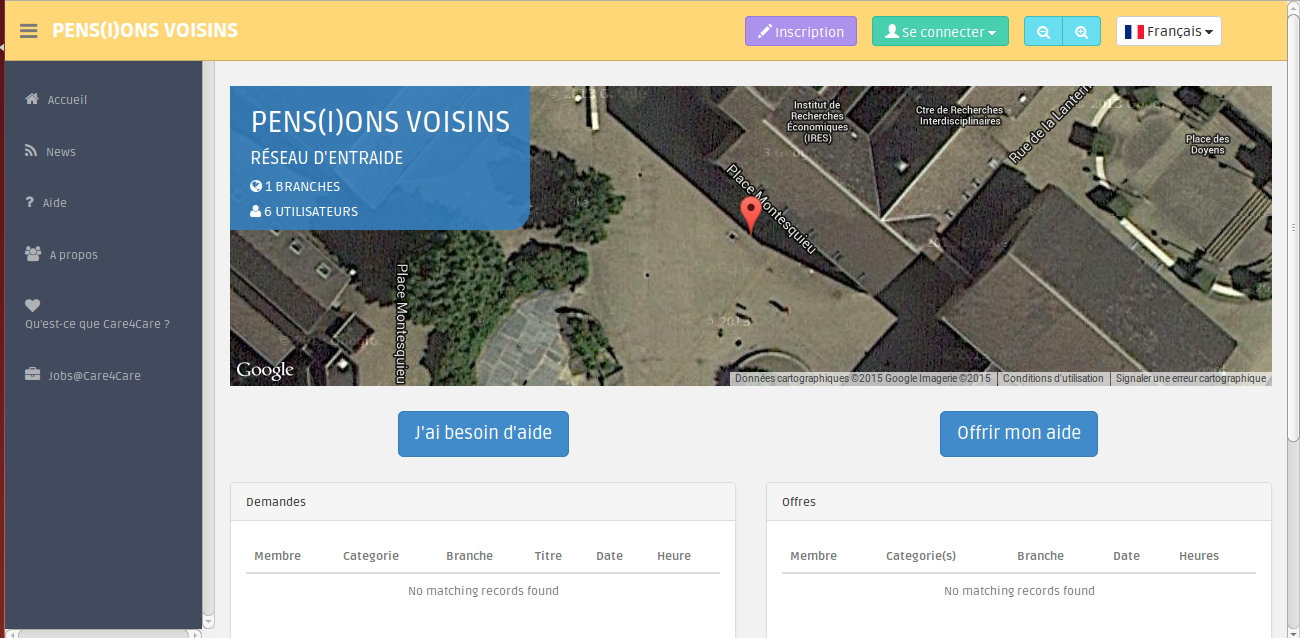 PENS(I)ONS VOISINS
Inscription
Se connecter
Français
Accueil
News
Aide
A propos
Qu'est-ce que Care4Care ?
Jobs@Care4Care
PENS(I)ONS VOISINS
RÉSEAU D'ENTRAIDE
1 BRANCHES
6 UTILISATEURS
Institut de
Recherches
Économiques
(IRES)
Ctre de Recherches
Interdisciplinaires
Rue de la Lantern
Place des
Doyens
Place Montesquieu
Place Montesquieu
© 2013
Google
Données cartographiques ©2015 Google Imagerie ©2015
Conditions d'utilisation
Signaler une erreur cartographique
J'ai besoin d'aide
Offrir mon aide
Demandes
Membre Categorie Branche Titre Date Heure
No matching records found
Offres
Membre Categorie(s) Branche Date Heures
No matching records found